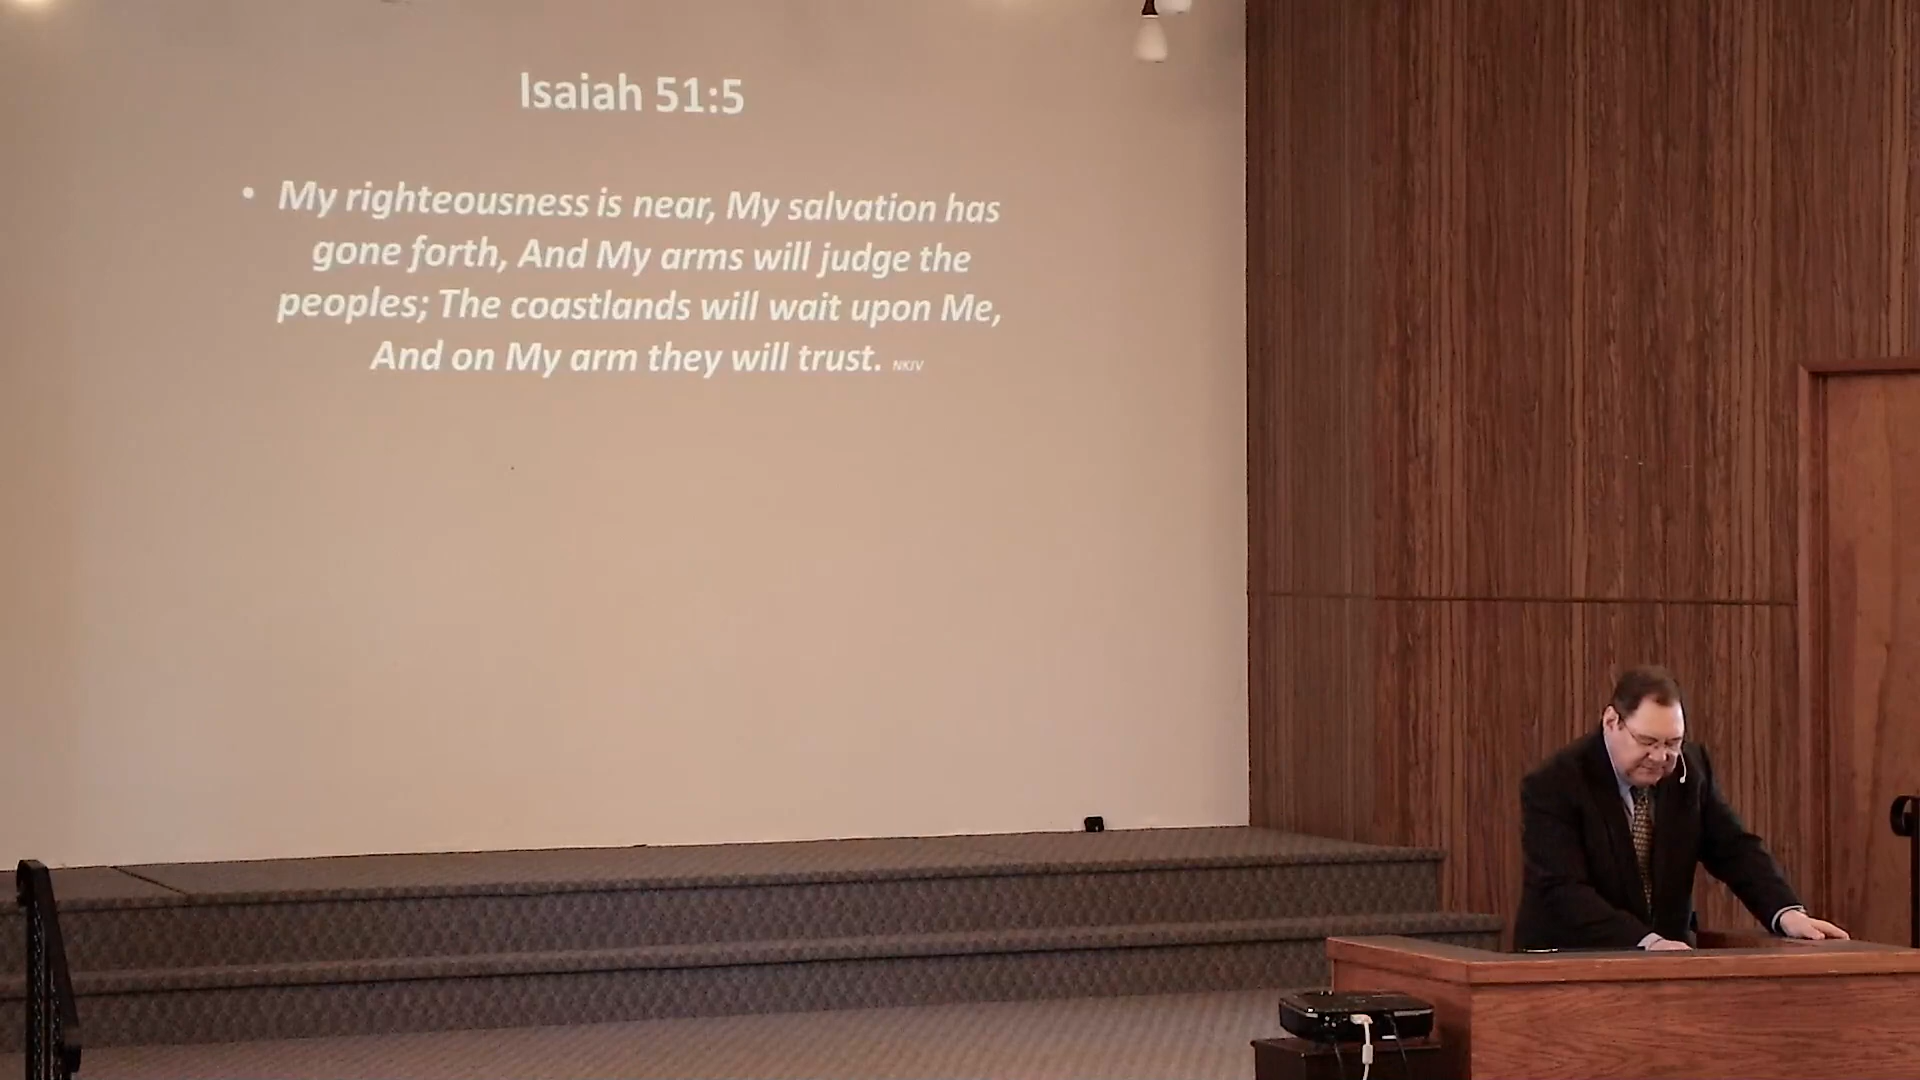 Isaiah 51:5
• My righteousness is near, My salvation has
gone forth, And My arms will judge the
peoples; The coastlands will wait upon Me,
And on My arm they will trust. NKJV